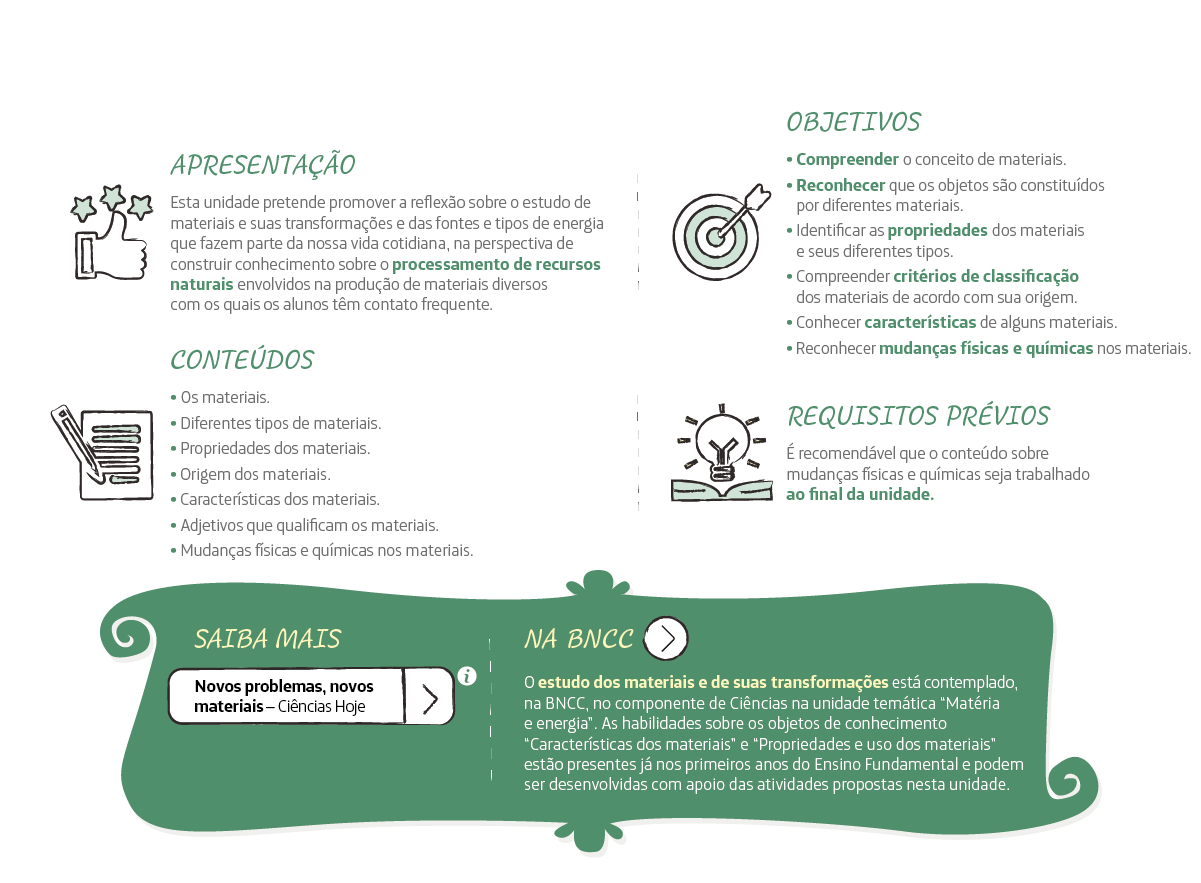 APRESENTAÇÃO
Esta unidade pretende promover a reflexão sobre o estudo de
materiais e suas transformações e das fontes e tipos de energia
que fazem parte da nossa vida cotidiana, na perspectiva de
construir conhecimento sobre o processamento de recursos
naturais envolvidos na produção de materiais diversos
com os quais os alunos têm contato frequente.
CONTEÚDOS
• Os materiais.
• Diferentes tipos de materiais.
• Propriedades dos materiais.
• Origem dos materiais.
• Características dos materiais.
• Adjetivos que qualificam os materiais.
• Mudanças físicas e químicas nos materiais.
OBJETIVOS
• Compreender o conceito de materiais.
• Reconhecer que os objetos são constituídos
por diferentes materiais.
• Identificar as propriedades dos materiais
e seus diferentes tipos.
• Compreender critérios de classificação
dos materiais de acordo com sua origem.
• Conhecer características de alguns materiais.
• Reconhecer mudanças físicas e químicas nos materiais.
REQUISITOS PRÉVIOS
É recomendável que o conteúdo sobre
mudanças físicas e químicas seja trabalhado
ao final da unidade.
SAIBA MAIS
Novos problemas, novos
materiais – Ciências Hoje
i
NA BNCC
O estudo dos materiais e de suas transformações está contemplado,
na BNCC, no componente de Ciências na unidade temática “Matéria
e energia”. As habilidades sobre os objetos de conhecimento
“Características dos materiais” e “Propriedades e uso dos materiais”
estão presentes já nos primeiros anos do Ensino Fundamental e podem
ser desenvolvidas com apoio das atividades propostas nesta unidade.